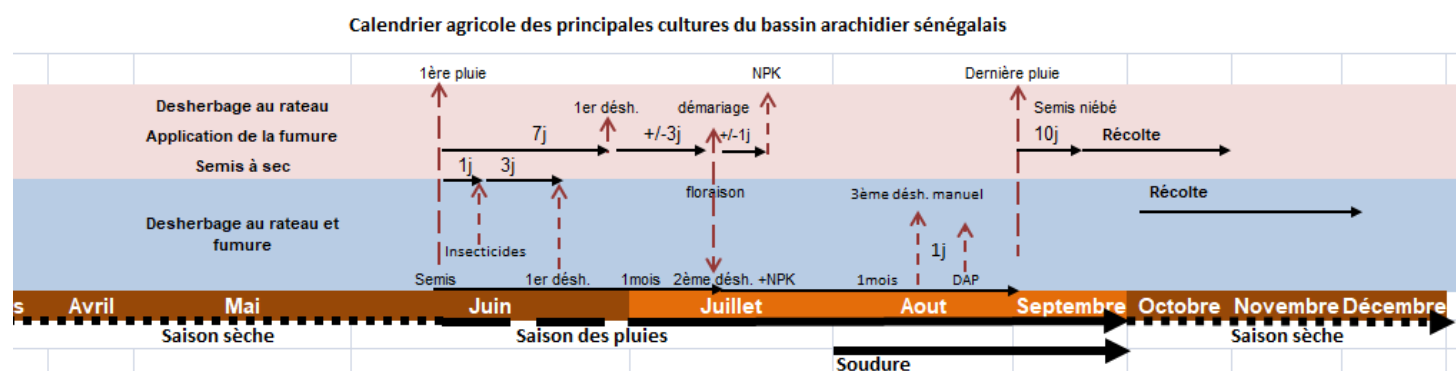 Calendrier agricole des principales cultures du bassin arachidier sénégalais
1ère pluie
NPK
Dernière pluie
Desherbage au rateau
1er désh.
démariage
Semis niébé
Application de la fumure
7j
+/-3j
+/-1j
10j
Récolte
Semis à sec
1j
3j
floraison
3ème désh. manuel
Récolte
Desherbage au rateau et
fumure
Insecticides
1j
Semis
1er désh.
1mois
2ème désh. +NPK
1mois
DAP
s
Avril
Mai
Juin
Juillet
Aout
Septembre
Octobre
Novembre
Décembre
Saison sèche
Saison des pluies
Saison sèche
Soudure